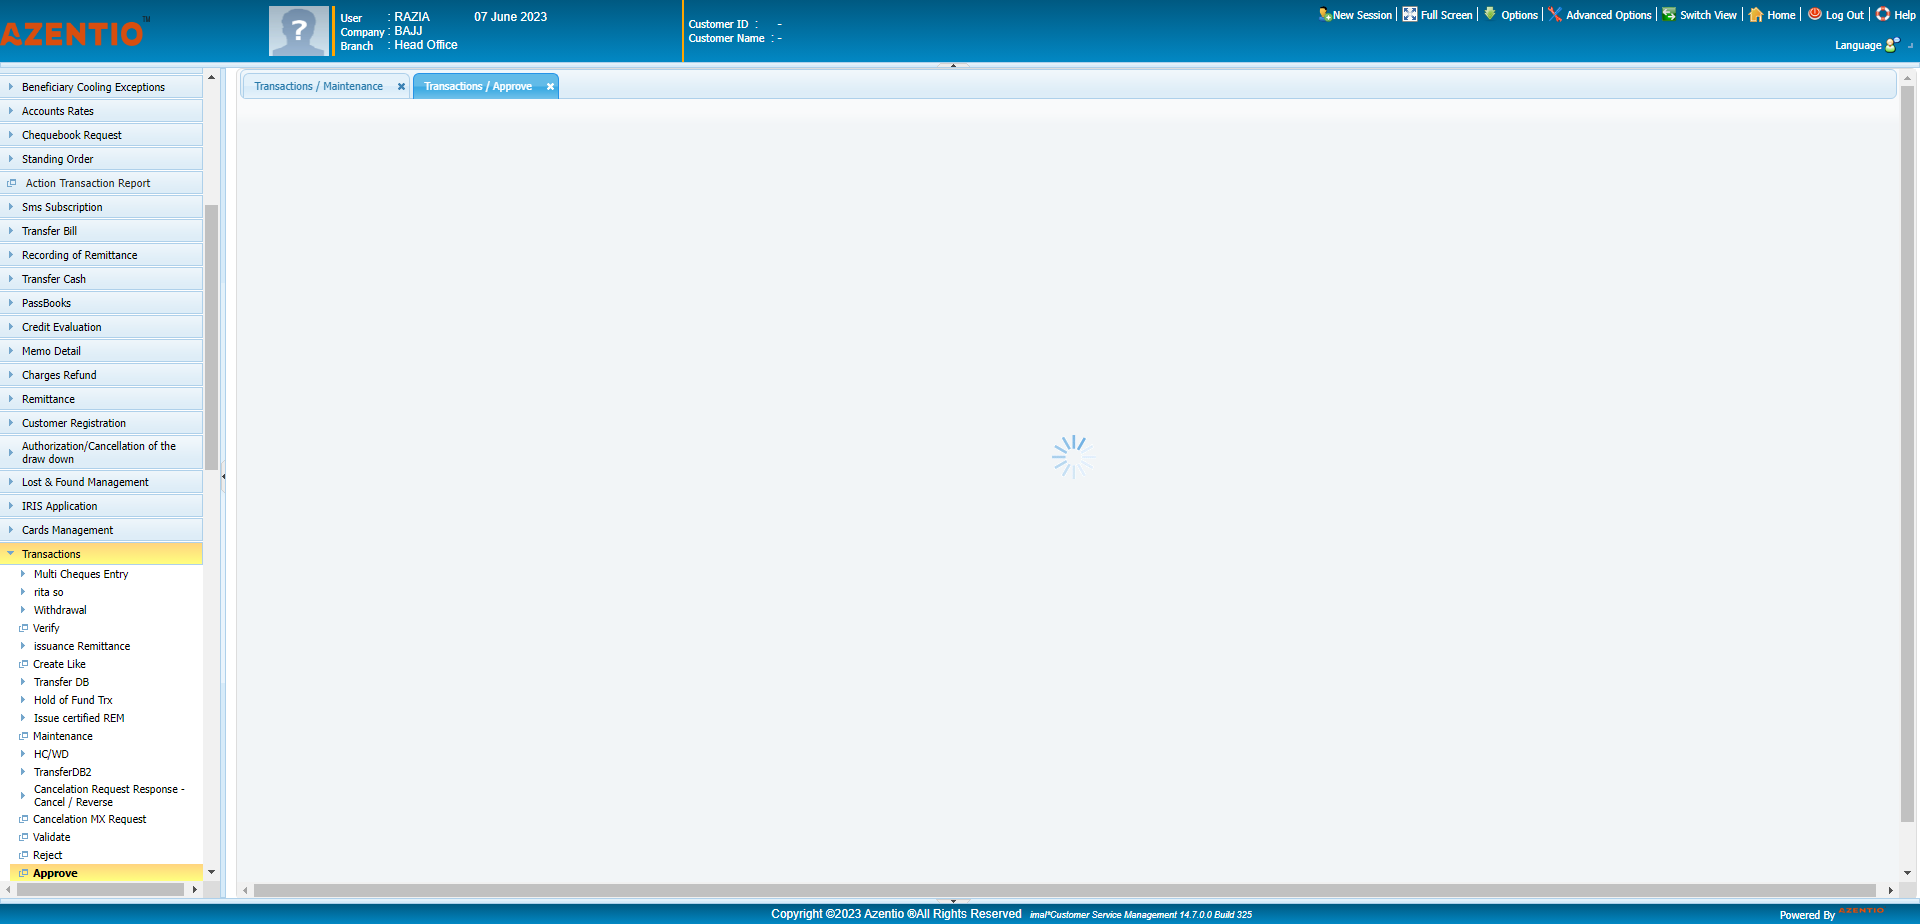 AZENTIO™
User : RAZIA 07 June 2023
Company : BAJJ
Branch : Head Office
Customer ID : -
Customer Name : -
New Session Full Screen Options Advanced Options Switch View Home Log Out Help
Language
Beneficiary Cooling Exceptions
Accounts Rates
Chequebook Request
Standing Order
Action Transaction Report
Sms Subscription
Transfer Bill
Recording of Remittance
Transfer Cash
PassBooks
Credit Evaluation
Memo Detail
Charges Refund
Remittance
Customer Registration
Authorization/Cancellation of the
draw down
Lost & Found Management
IRIS Application
Cards Management
Transactions
Multi Cheques Entry
rita so
Withdrawal
Verify
issuance Remittance
Create Like
Transfer DB
Hold of Fund Trx
Issue certified REM
Maintenance
HC/WD
TransferDB2
Cancelation Request Response -
Cancel / Reverse
Cancelation MX Request
Validate
Reject
Approve
Transactions / Maintenance
Transactions / Approve
?
Copyright ©2023 Azentio ®All Rights Reserved imal*Customer Service Management 14.7.0.0 Build 325
Powered By AZENTIO